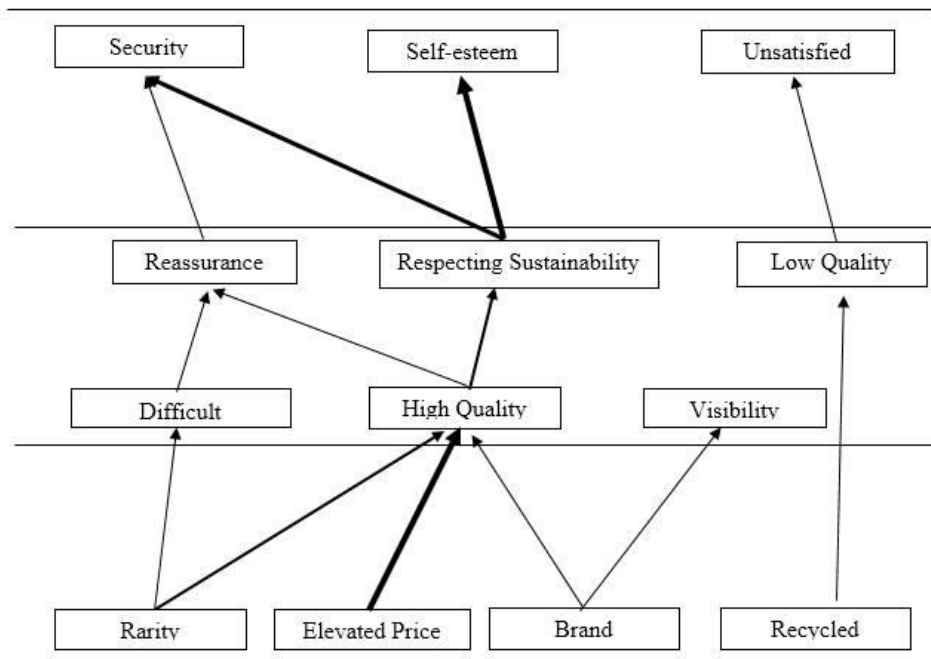 Security
Self-esteem
Unsatisfied
Reassurance
Respecting Sustainability
Low Quality
Difficult
High Quality
Visibility
Rarity
Elevated Price
Brand
Recycled